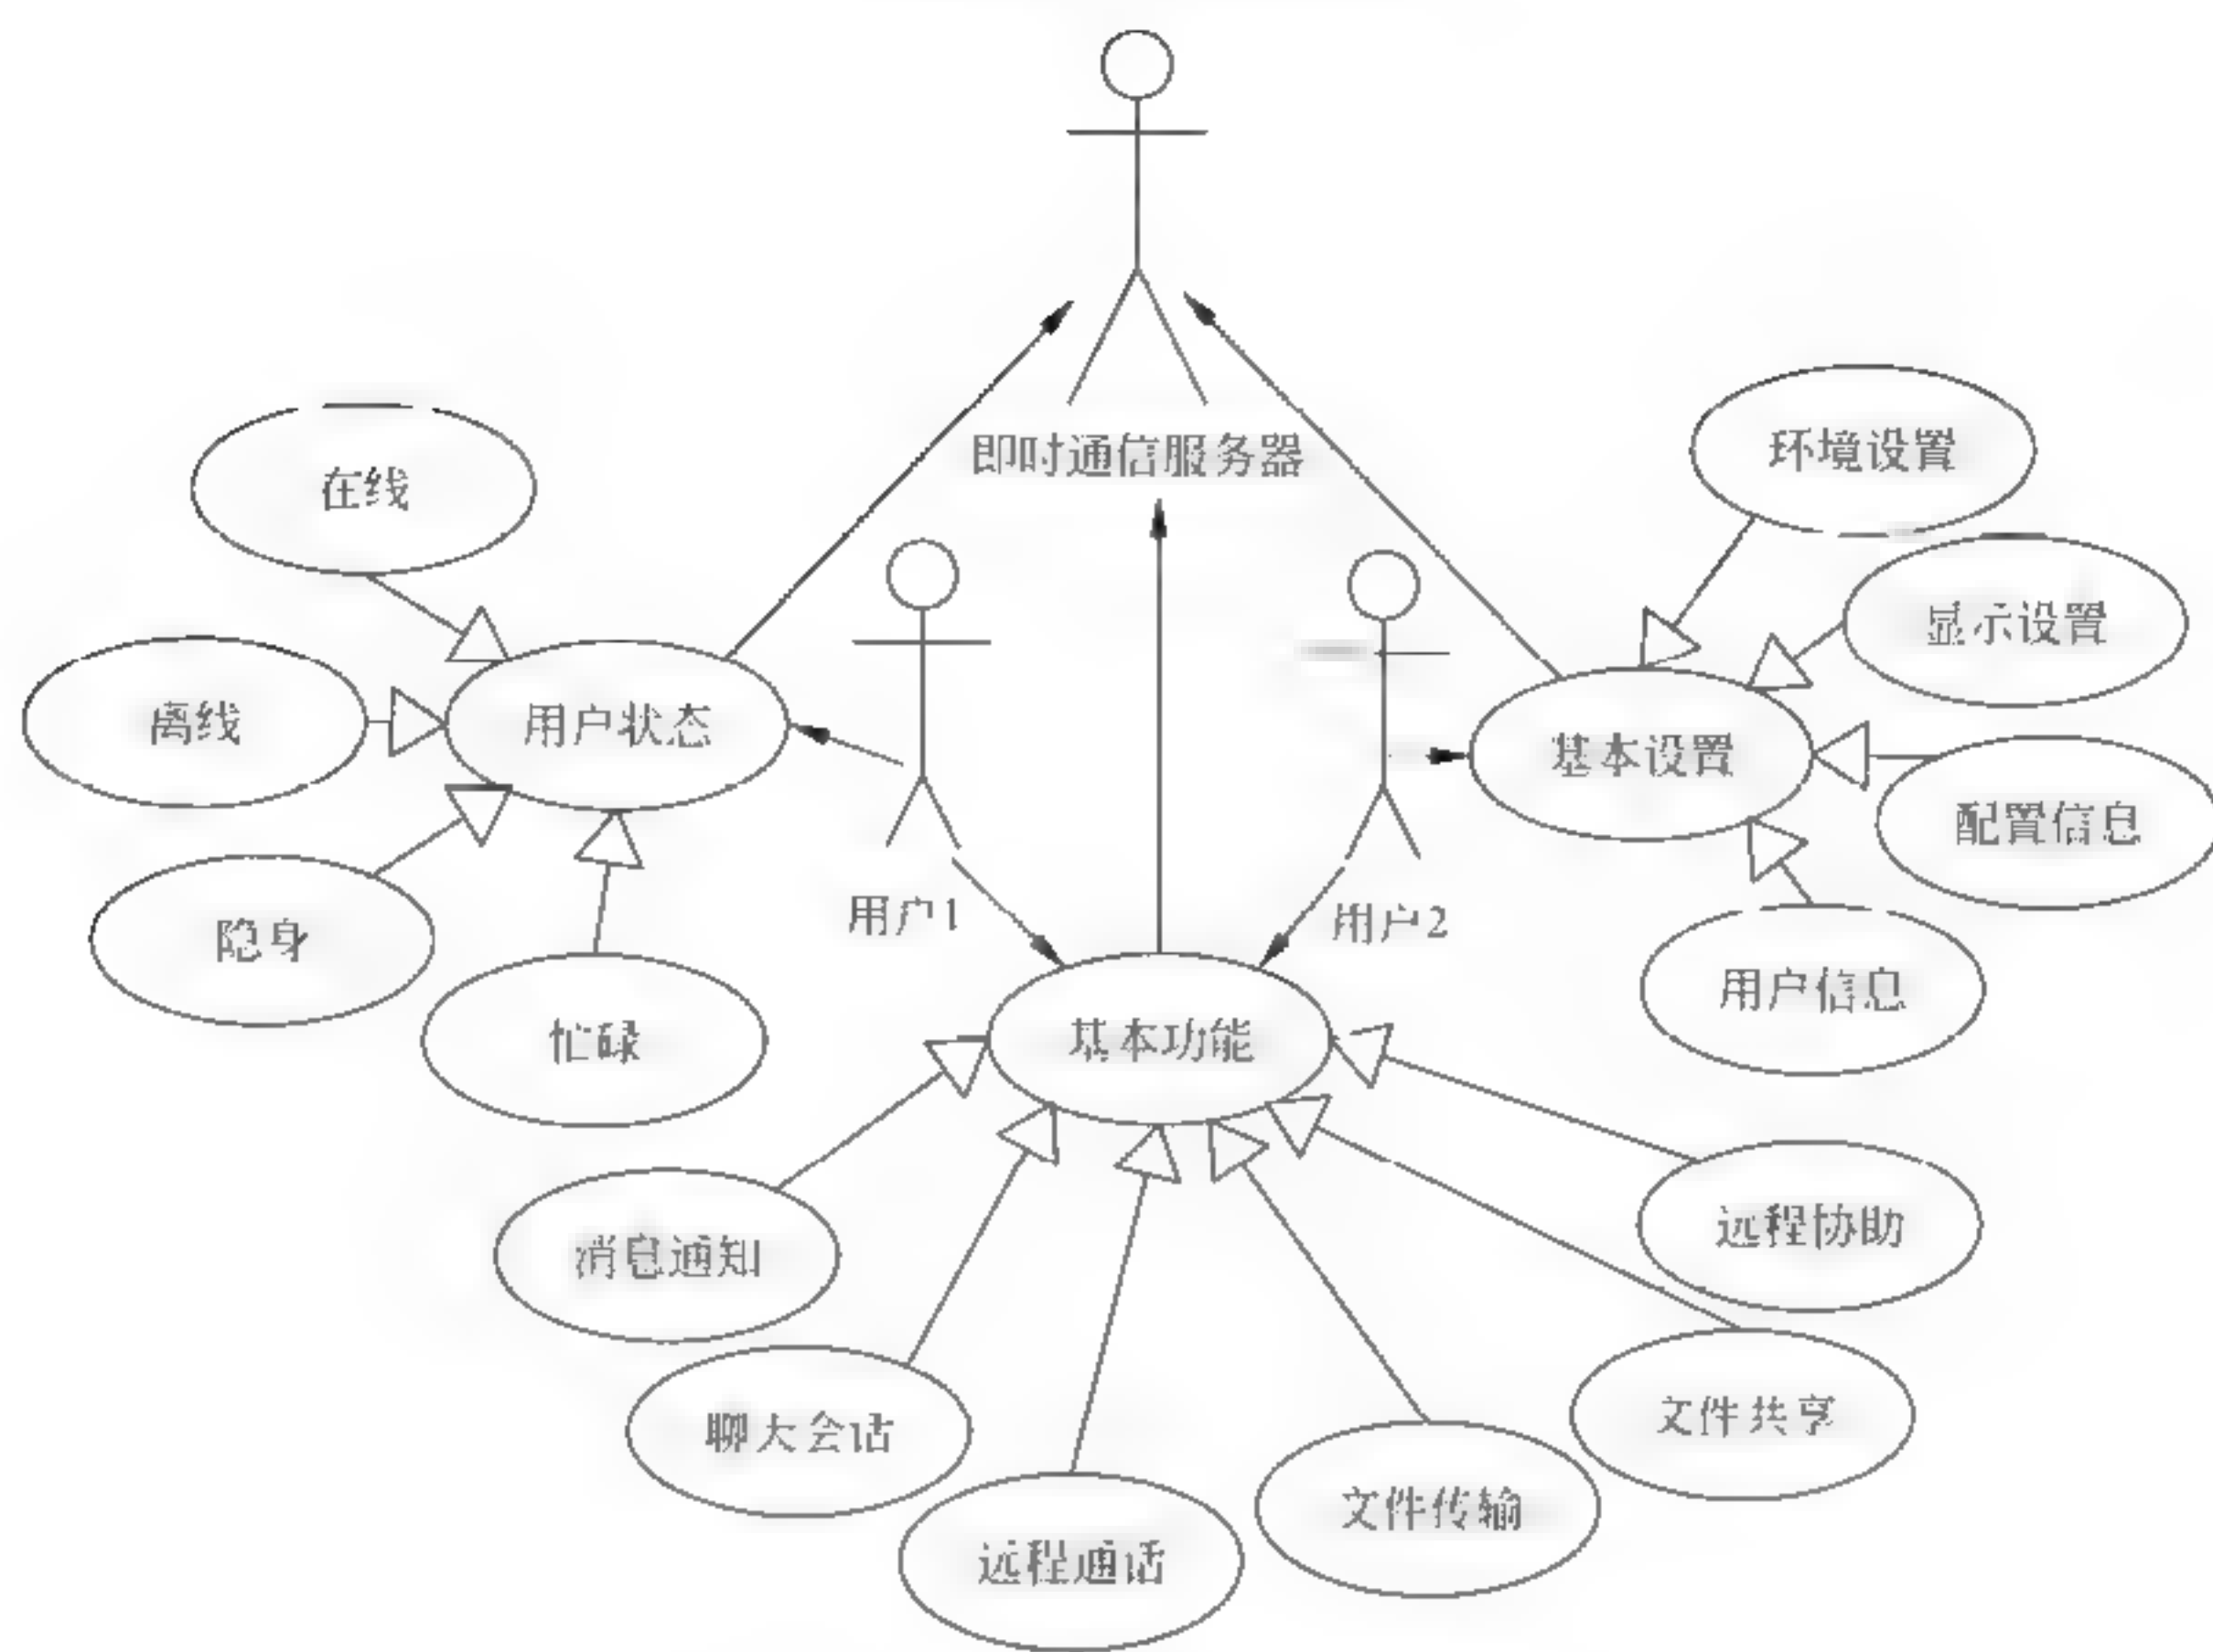 即时通信服务器
环境设置
在线
显示设置
离线
用户状态
基本设置
配置信息
用户1
用户2
隐身
用户信息
忙碌
基本功能
远程协助
消息通知
文件共享
聊天会话
文件传输
远程通话